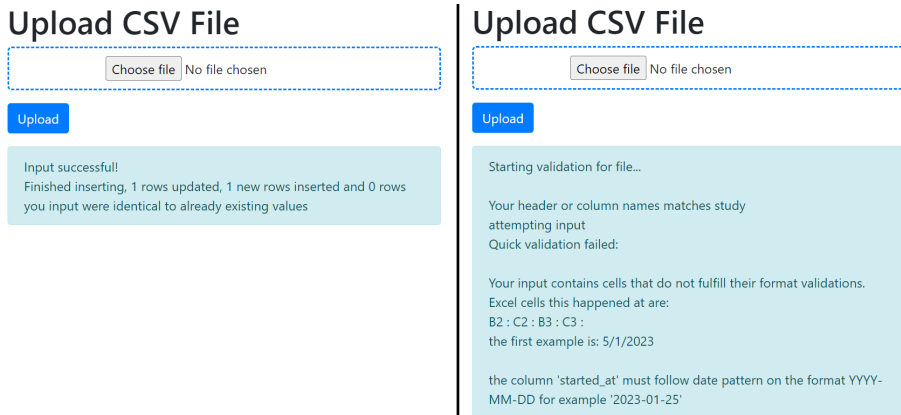 Upload CSV File
Choose file No file chosen
Upload
Input successful!
Finished inserting, 1 rows updated, 1 new rows inserted and 0 rows
you input were identical to already existing values
Upload CSV File
Choose file No file chosen
Upload
Starting validation for file...
Your header or column names matches study
attempting input
Quick validation failed:
Your input contains cells that do not fulfill their format validations.
Excel cells this happened at are:
B2 : C2 : B3 : C3 :
the first example is: 5/1/2023
the column 'started_at' must follow date pattern on the format YYYY-
MM-DD for example '2023-01-25'